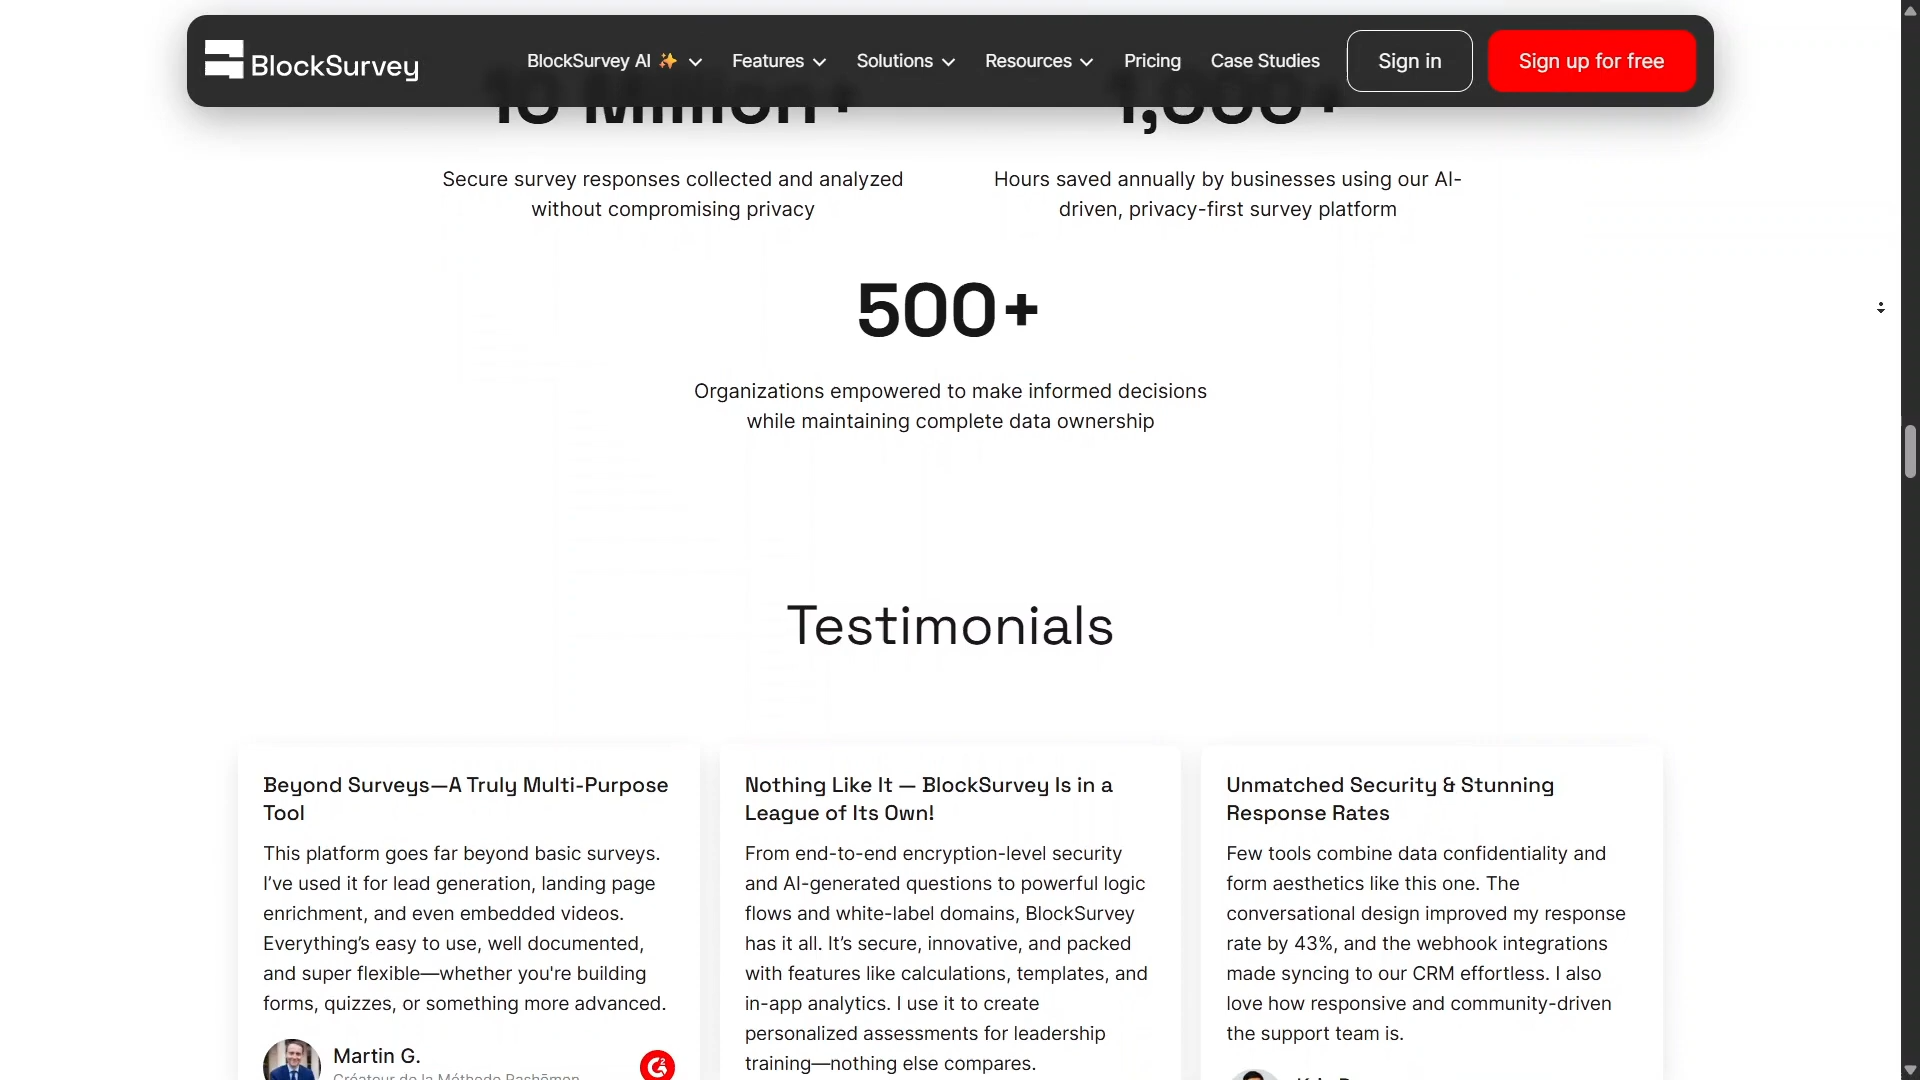 BlockSurvey
BlockSurvey AI ✨ Features Solutions Resources Pricing Case Studies Sign in Sign up for free
10 Million+ 1,000+
Secure survey responses collected and analyzed
without compromising privacy
Hours saved annually by businesses using our AI-
driven, privacy-first survey platform
500+
Organizations empowered to make informed decisions
while maintaining complete data ownership
Testimonials
Beyond Surveys—A Truly Multi-Purpose
Tool
This platform goes far beyond basic surveys.
I’ve used it for lead generation, landing page
enrichment, and even embedded videos.
Everything’s easy to use, well documented,
and super flexible—whether you're building
forms, quizzes, or something more advanced.
Martin G.
Créateur de la Méthode
Nothing Like It — BlockSurvey Is in a
League of Its Own!
From end-to-end encryption-level security
and AI-generated questions to powerful logic
flows and white-label domains, BlockSurvey
has it all. It’s secure, innovative, and packed
with features like calculations, templates, and
in-app analytics. I use it to create
personalized assessments for leadership
training—nothing else compares.
Unmatched Security & Stunning
Response Rates
Few tools combine data confidentiality and
form aesthetics like this one. The
conversational design improved my response
rate by 43%, and the webhook integrations
made syncing to our CRM effortless. I also
love how responsive and community-driven
the support team is.